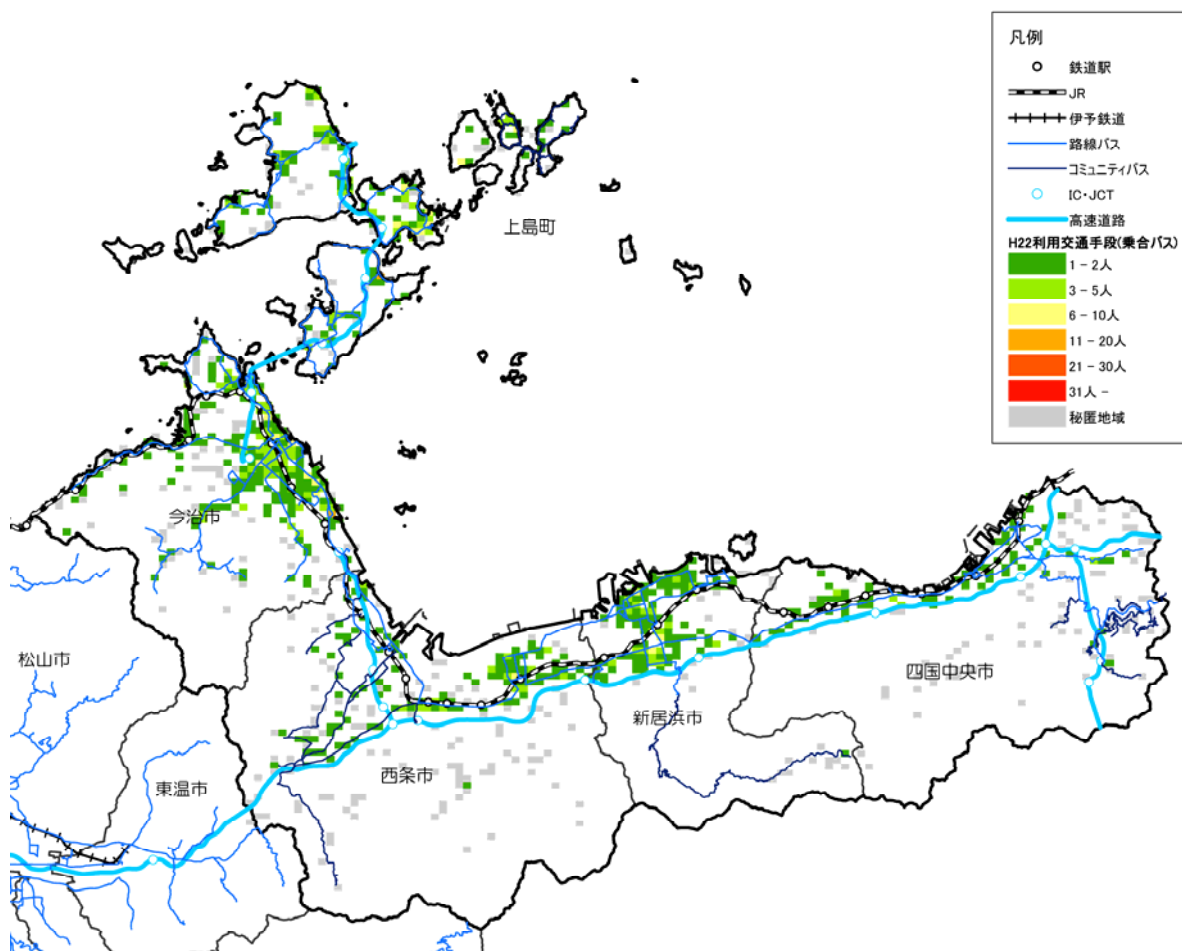 凡例
鉄道駅
JR
伊予鉄道
路線バス
コミュニティバス
IC・JCT
高速道路
H22利用交通手段(乗合バス)
1 - 2人
3 - 5人
6 - 10人
11 - 20人
21 - 30人
31人 -
秘匿地域
上島町
今治市
松山市
四国中央市
新居浜市
西条市
東温市